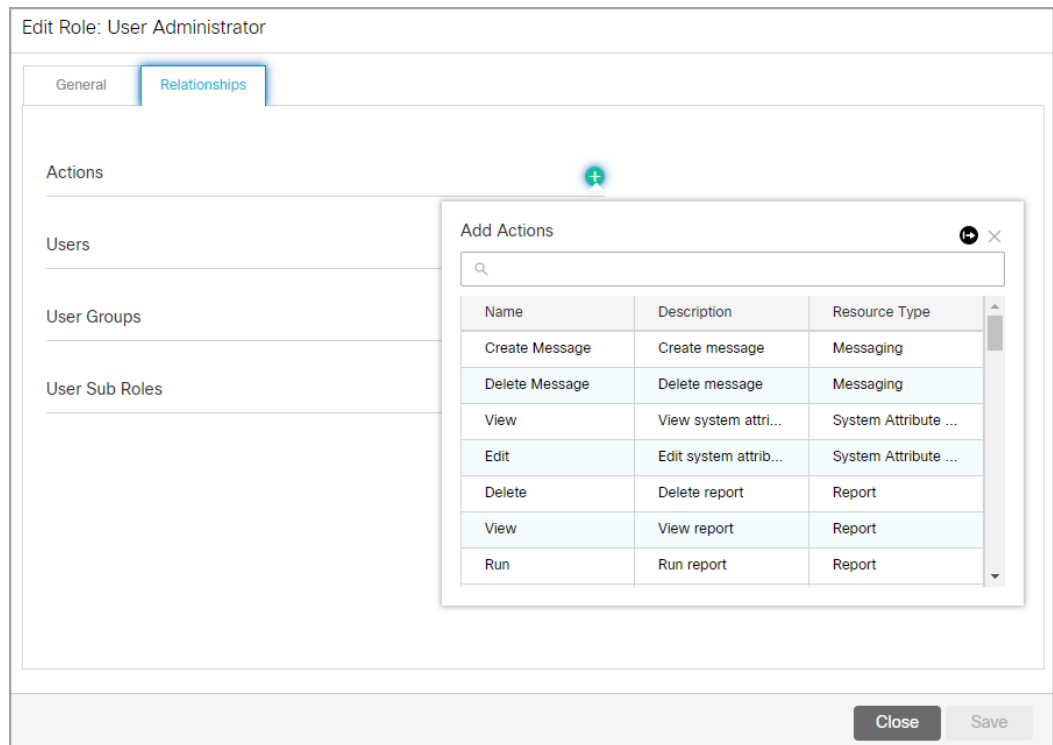 Edit Role: User Administrator
General Relationships
Actions
Users
User Groups
User Sub Roles
Add Actions
Name Description Resource Type
Create Message Create message Messaging
Delete Message Delete message Messaging
View View system attri... System Attribute ...
Edit Edit system attrib... System Attribute ...
Delete Delete report Report
View View report Report
Run Run report Report
Close Save